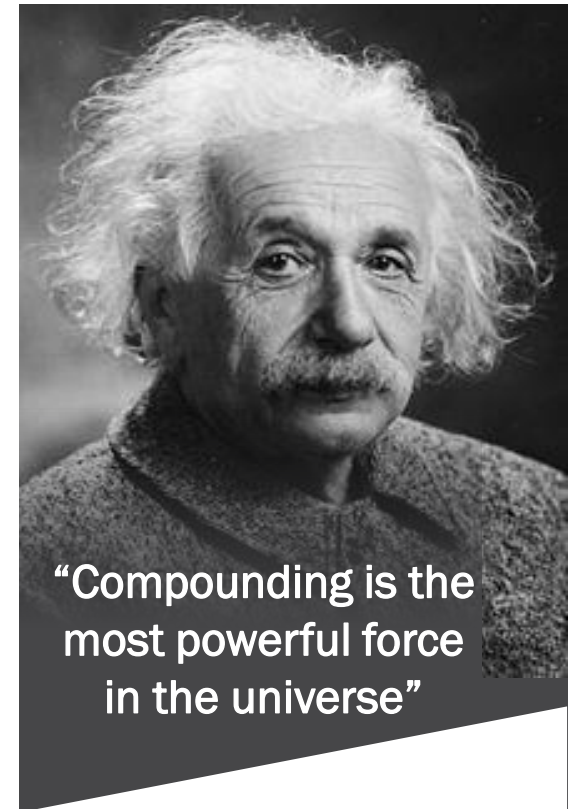 “Compounding is the
most powerful force
in the universe”